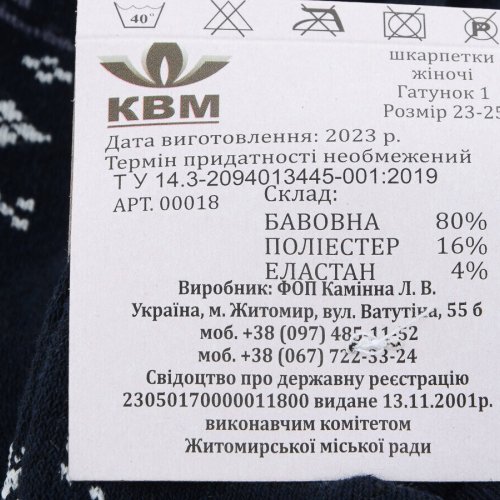 40°
шкарпетки
жіночі
Гатунок 1
Розмір 23-25
КВМ
Дата виготовлення: 2023 р.
Термін придатності необмежений
Т У 14.3-2094013445-001:2019
АРТ. 00018
Склад:
БАВОВНА 80%
ПОЛІЕСТЕР 16%
ЕЛАСТАН 4%
Виробник: ФОП Камінна Л. В.
Україна, м. Житомир, вул. Ватутіна, 55 б
моб. +38 (097) 485-11-52
моб. +38 (067) 722-53-24
Свідоцтво про державну реєстрацію
23050170000011800 видане 13.11.2001р.
виконавчим комітетом
Житомирської міської ради